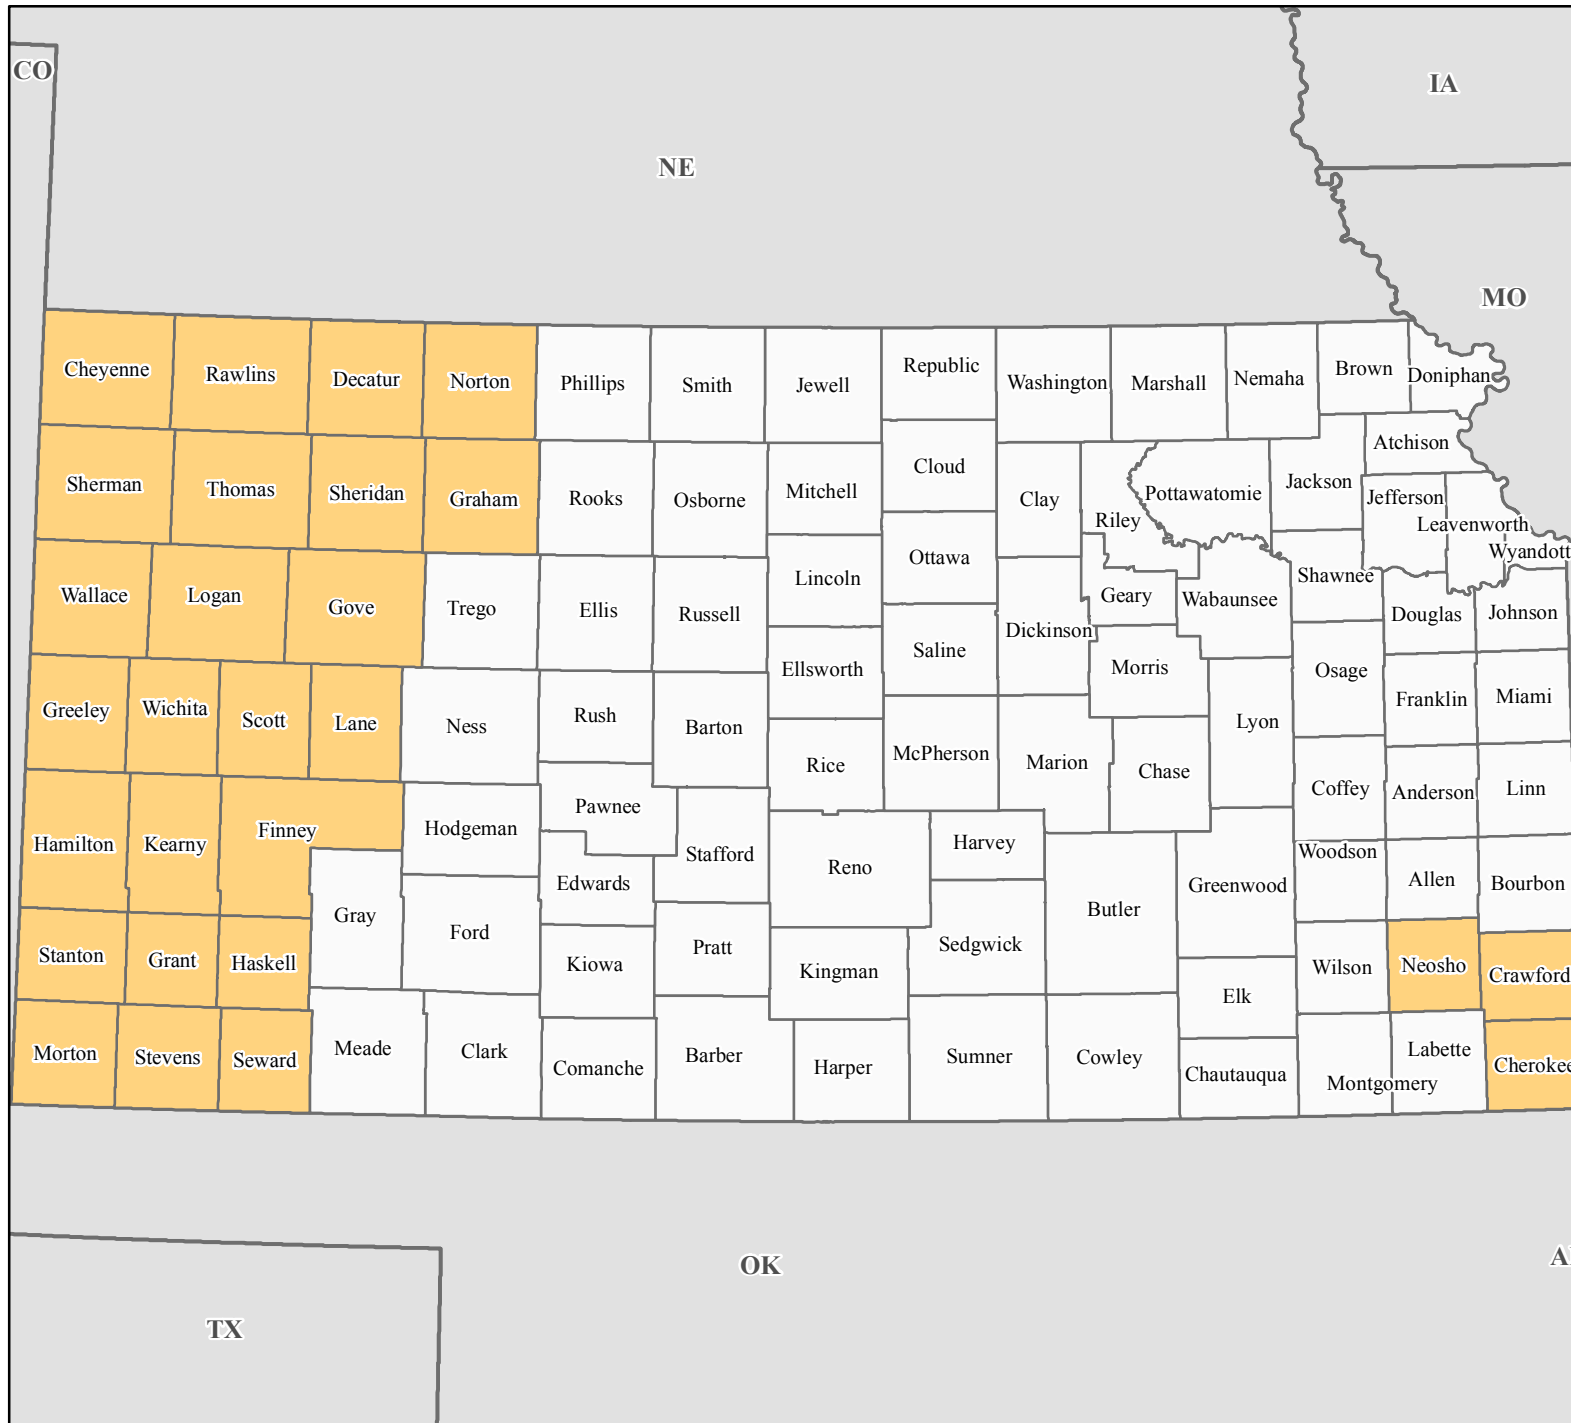 CO
IA
NE
MO
Cheyenne
Rawlins
Decatur
Norton
Phillips
Smith
Jewell
Republic
Washington
Marshall
Nemaha
Brown
Doniphan
Sherman
Thomas
Sheridan
Graham
Rooks
Osborne
Mitchell
Cloud
Clay
Riley
Pottawatomie
Jackson
Atchison
Jefferson
Leavenworth
Wyandott
Wallace
Logan
Gove
Trego
Ellis
Russell
Lincoln
Ottawa
Dickinson
Geary
Wabaunsee
Shawnee
Douglas
Johnson
Greeley
Wichita
Scott
Lane
Ness
Rush
Barton
Ellsworth
Saline
Morris
Lyon
Osage
Franklin
Miami
Rice
McPherson
Marion
Chase
Coffey
Anderson
Linn
Hamilton
Kearny
Finney
Hodgeman
Pawnee
Stafford
Edwards
Reno
Harvey
Butler
Greenwood
Woodson
Allen
Bourbon
Stanton
Grant
Haskell
Gray
Ford
Kiowa
Pratt
Kingman
Sedgwick
Elk
Wilson
Neosho
Crawford
Morton
Stevens
Seward
Meade
Clark
Comanche
Barber
Harper
Sumner
Cowley
Chautauqua
Montgomery
Labette
Cherokee
OK
TX